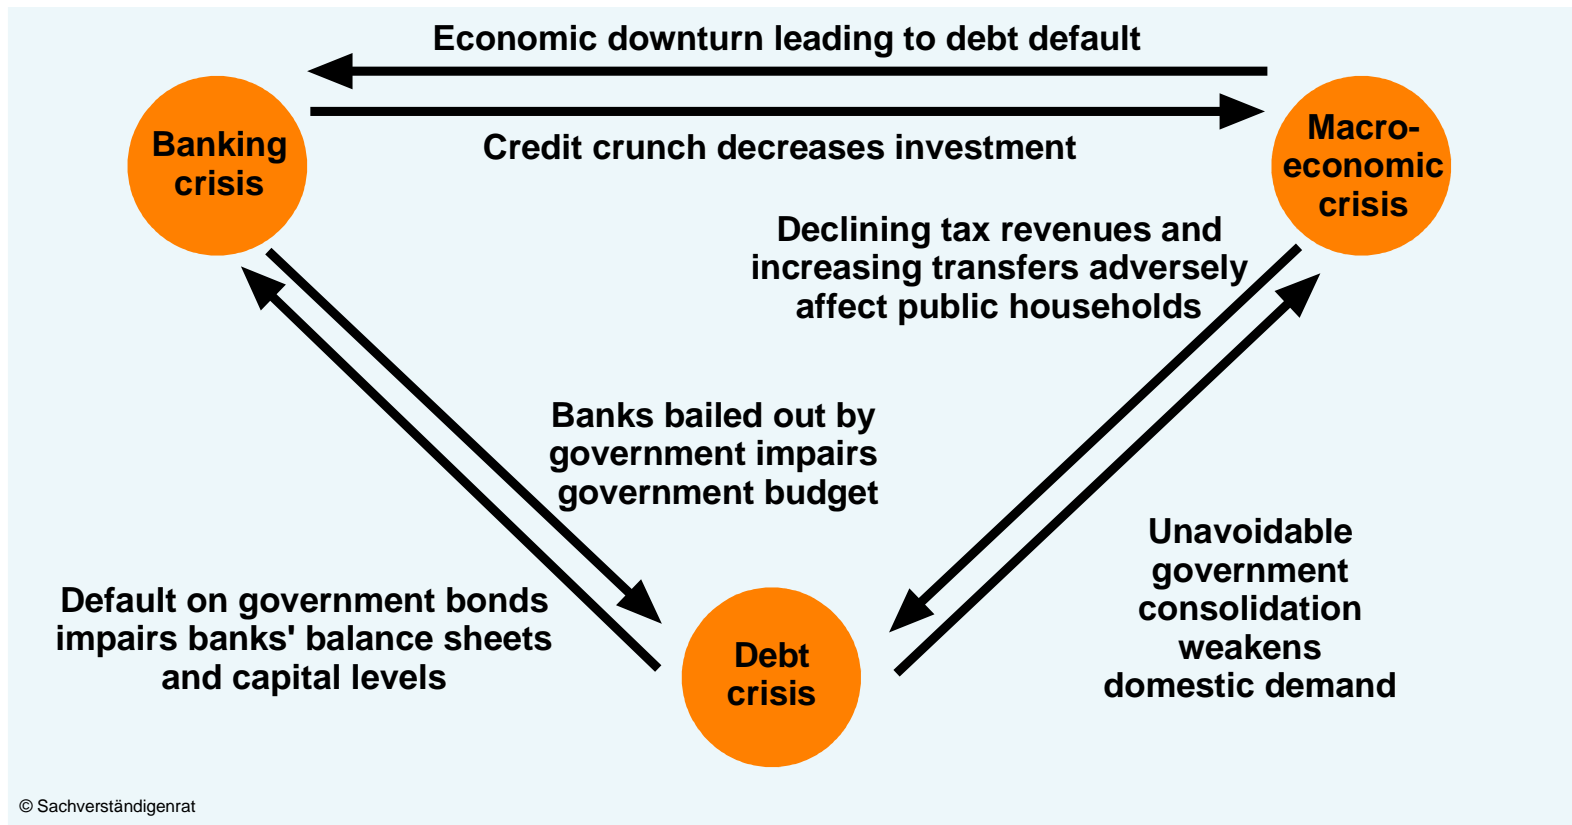 Economic downturn leading to debt default
Banking
crisis
Credit crunch decreases investment
Macro-
economic
crisis
Declining tax revenues and
increasing transfers adversely
affect public households
Banks bailed out by
government impairs
government budget
Unavoidable
government
consolidation
weakens
domestic demand
Default on government bonds
impairs banks' balance sheets
and capital levels
Debt
crisis
© Sachverständigenrat